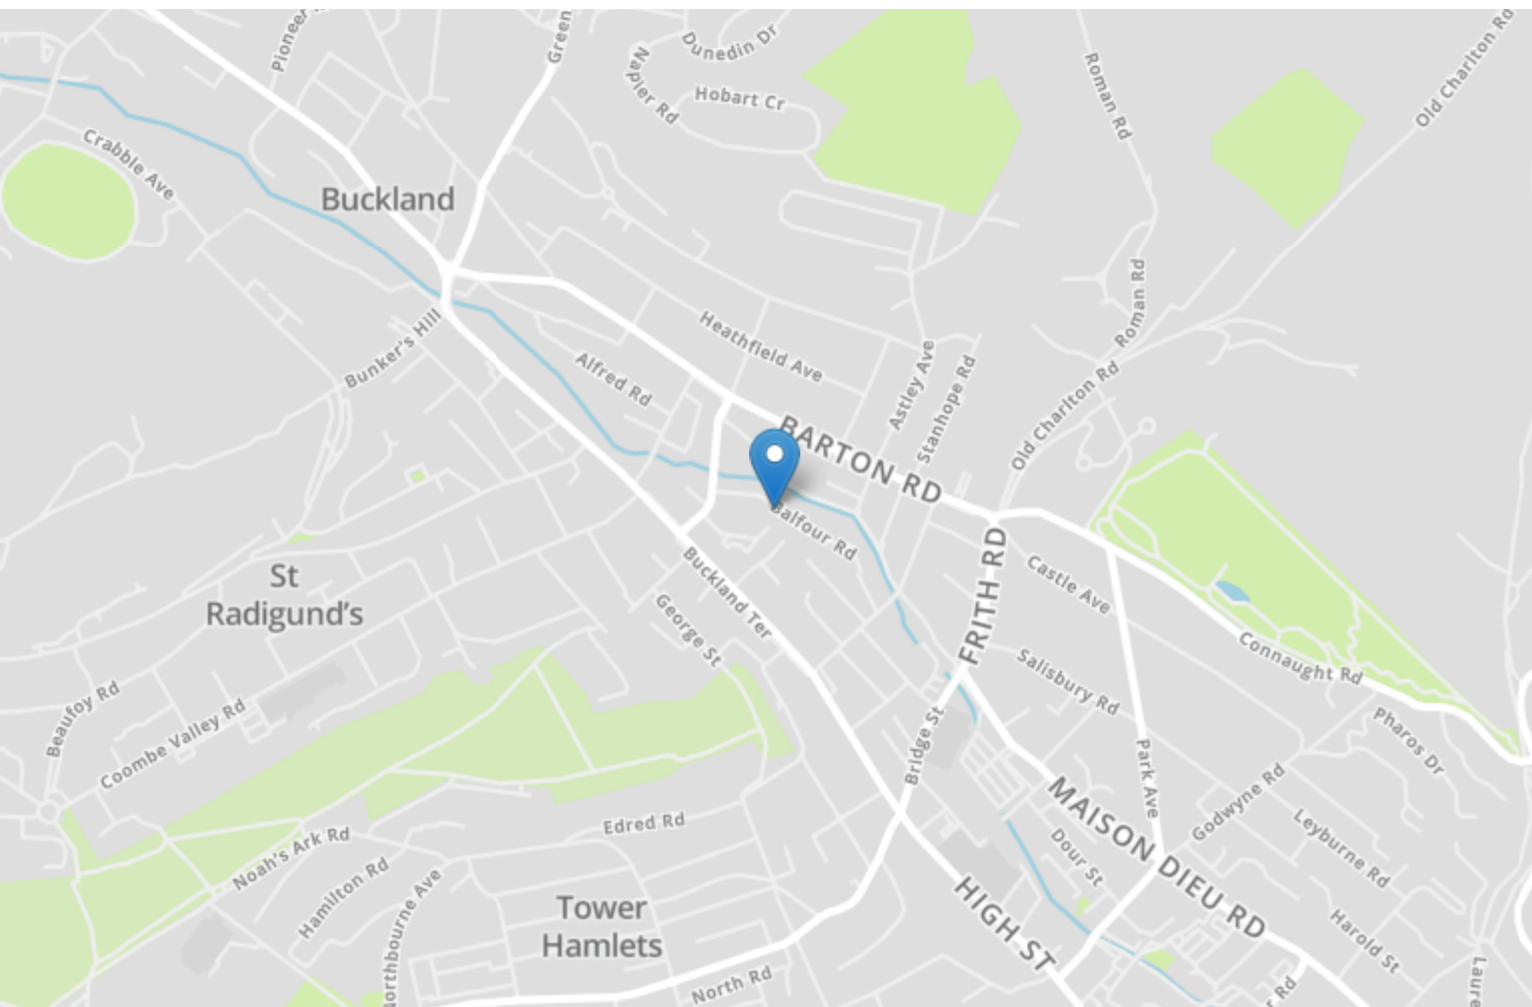 Pioneer
Green
Dunedin Dr
Napier Rd
Hobart Cr
Roman Rd
Old Charlton Rd
Crabble Ave
Buckland
Roman Rd
Bunker's Hill
Heathfield Ave
Alfred Rd
Astley Ave
Stanhope Rd
Old Charlton Rd
BARTON RD
Balfour Rd
St
Radigund's
Buckland Ter
George St
FRITH RD
Castle Ave
Connaught Rd
Salisbury Rd
Beaufoy Rd
Coombe Valley Rd
Bridge St
Park Ave
Pharos Dr
Godwyne Rd
Leyburne Rd
MAISON DIEU RD
Dour St
Edred Rd
Noah's Ark Rd
Hamilton Rd
orthbourne Ave
Tower
Hamlets
HIGH ST
Harold St
North Rd
Laure
r Rd